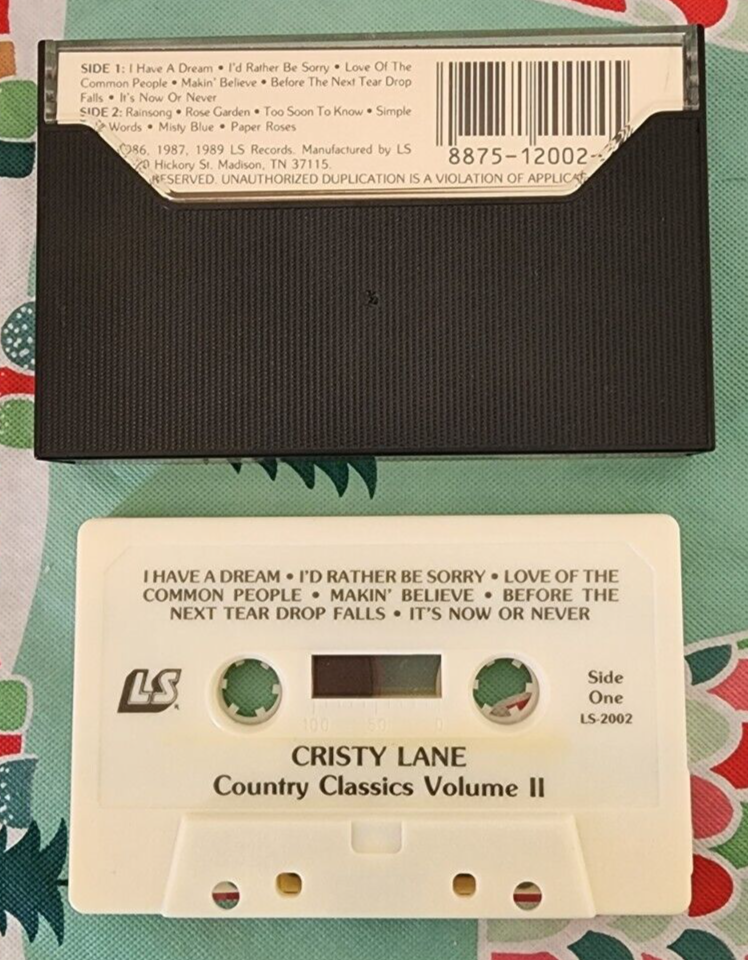 SIDE 1: I Have A Dream • I'd Rather Be Sorry • Love Of The
Common People • Makin' Believe • Before The Next Tear Drop
Falls • It's Now Or Never
SIDE 2: Rainsong • Rose Garden • Too Soon To Know • Simple
Words • Misty Blue • Paper Roses
1987, 1989 LS Records. Manufactured by LS
Hickory St. Madison, TN 37115.
RESERVED. UNAUTHORIZED DUPLICATION IS A VIOLATION OF
8875-12002-
I HAVE A DREAM • I'D RATHER BE SORRY • LOVE OF THE
COMMON PEOPLE • MAKIN' BELIEVE • BEFORE THE
NEXT TEAR DROP FALLS • IT'S NOW OR NEVER
LS
Side
One
LS-2002
100 50 0
CRISTY LANE
Country Classics Volume II